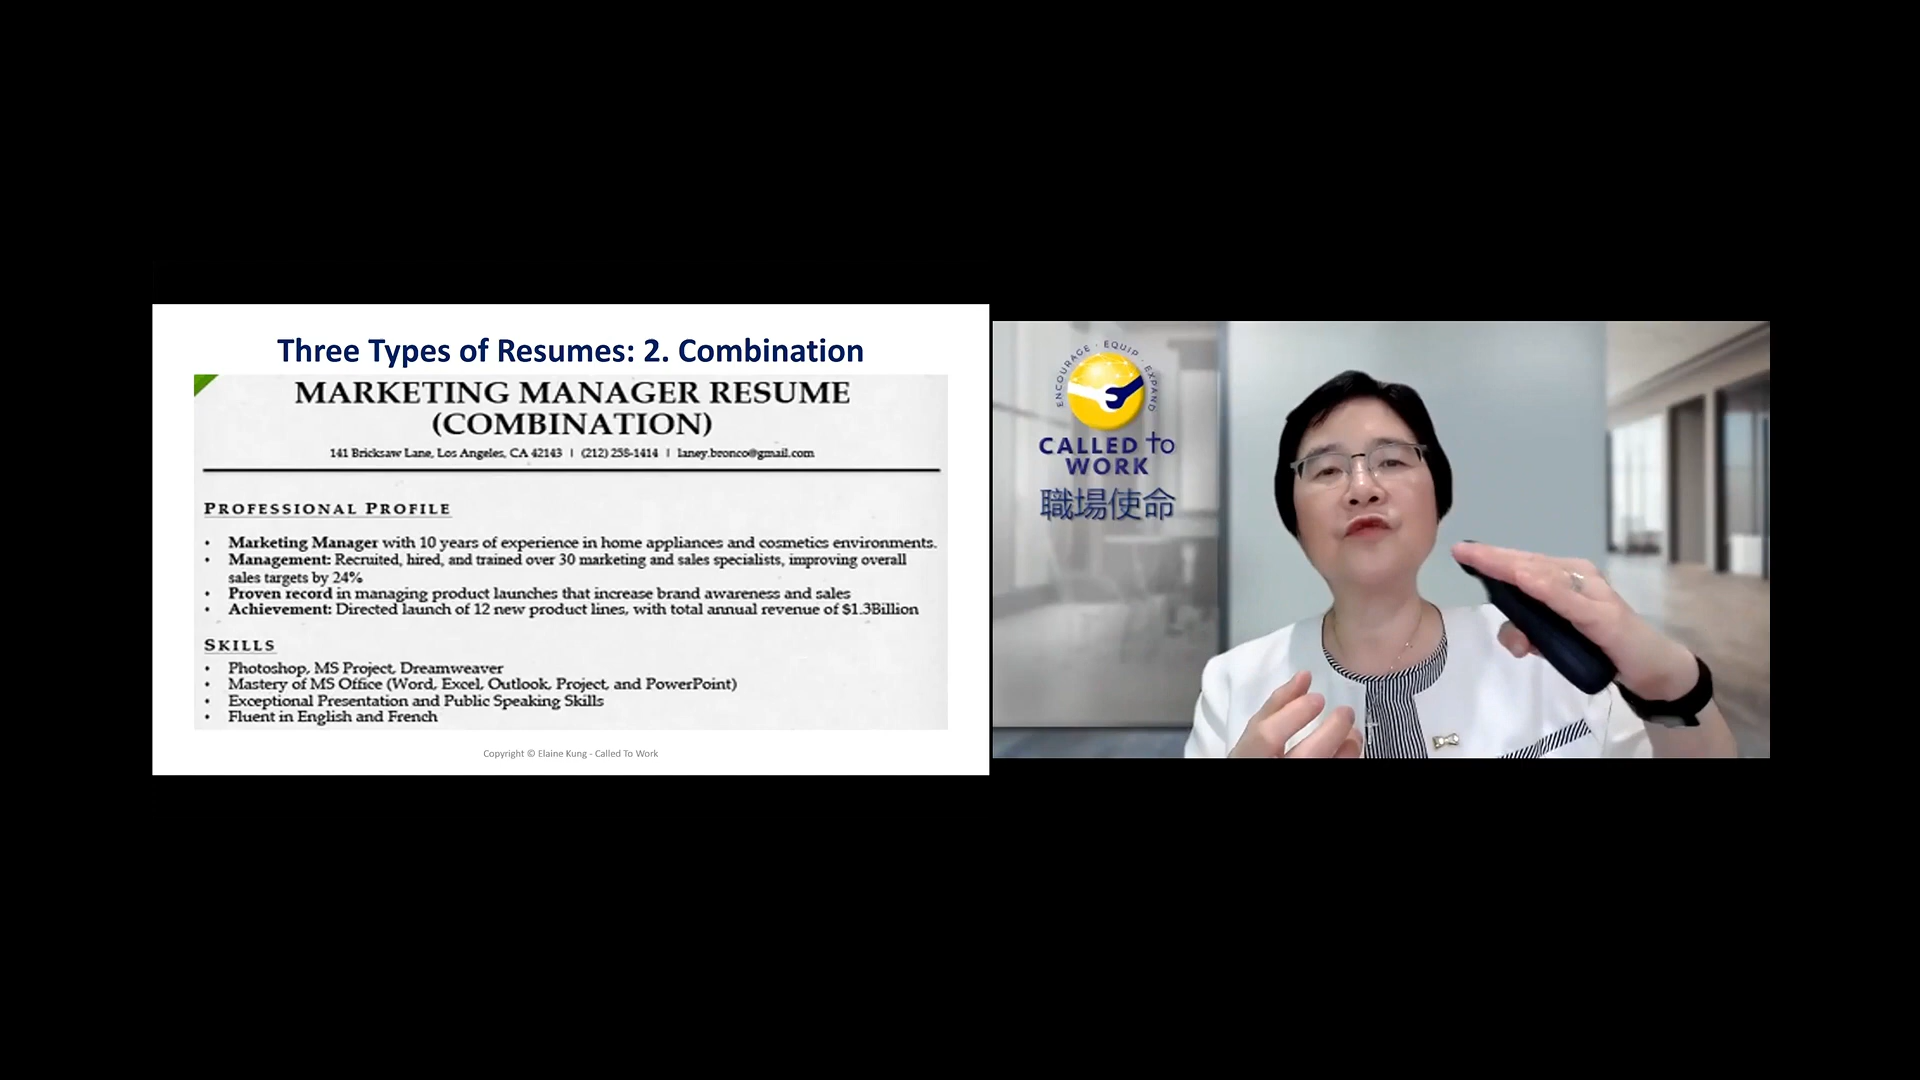 Three Types of Resumes: 2. Combination
MARKETING MANAGER RESUME
(COMBINATION)
141 Bricksaw Lane, Los Angeles, CA 42143 | (212) 258-1414 | laney.bronco@gmail.com
PROFESSIONAL PROFILE
• Marketing Manager with 10 years of experience in home appliances and cosmetics environments.
• Management: Recruited, hired, and trained over 30 marketing and sales specialists, improving overall
sales targets by 24%
• Proven record in managing product launches that increase brand awareness and sales
• Achievement: Directed launch of 12 new product lines, with total annual revenue of $1.3Billion
SKILLS
• Photoshop, MS Project, Dreamweaver
• Mastery of MS Office (Word, Excel, Outlook, Project, and PowerPoint)
• Exceptional Presentation and Public Speaking Skills
• Fluent in English and French
Copyright © Elaine Kung - Called To Work
ENCOURAGE · EQUIP · EXPAND
CALLED to
WORK
職場使命